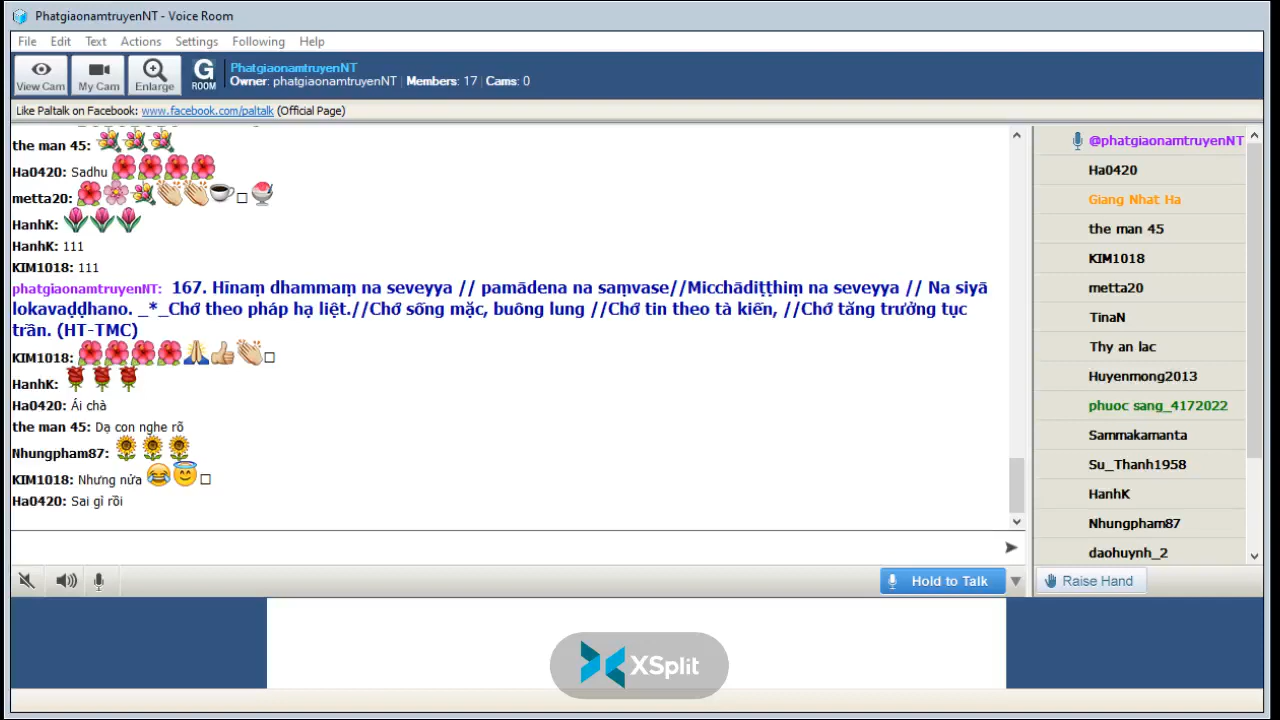 PhatgiaonamtruyenNT - Voice Room
File Edit Text Actions Settings Following Help
View Cam My Cam Enlarge G ROOM
PhatgiaonamtruyenNT
Owner: phatgiaonamtruyenNT | Members: 17 | Cams: 0
Like Paltalk on Facebook: www.facebook.com/paltalk (Official Page)
the man 45:
Ha0420: Sadhu
metta20:
HanhK:
HanhK: 111
KIM1018: 111
phatgiaonamtruyenNT: 167. Hīnaṃ dhammaṃ na seveyya // pamādena na saṃvase//Micchādiṭṭhiṃ na seveyya // Na siyā
lokavaḍḍhano. _*_Chớ theo pháp hạ liệt.//Chớ sống mặc, buông lung //Chớ tin theo tà kiến, //Chớ tăng trưởng tục
trần. (HT-TMC)
KIM1018:
HanhK:
Ha0420: Ái chà
the man 45: Dạ con nghe rõ
Nhungpham87:
KIM1018: Nhưng nửa
Ha0420: Sai gì rồi
@phatgiaonamtruyenNT
Ha0420
Giang Nhat Ha
the man 45
KIM1018
metta20
TinaN
Thy an lac
Huyenmong2013
phuoc sang_4172022
Sammakamanta
Su_Thanh1958
HanhK
Nhungpham87
daohuynh_2
Hold to Talk
Raise Hand
XSplit